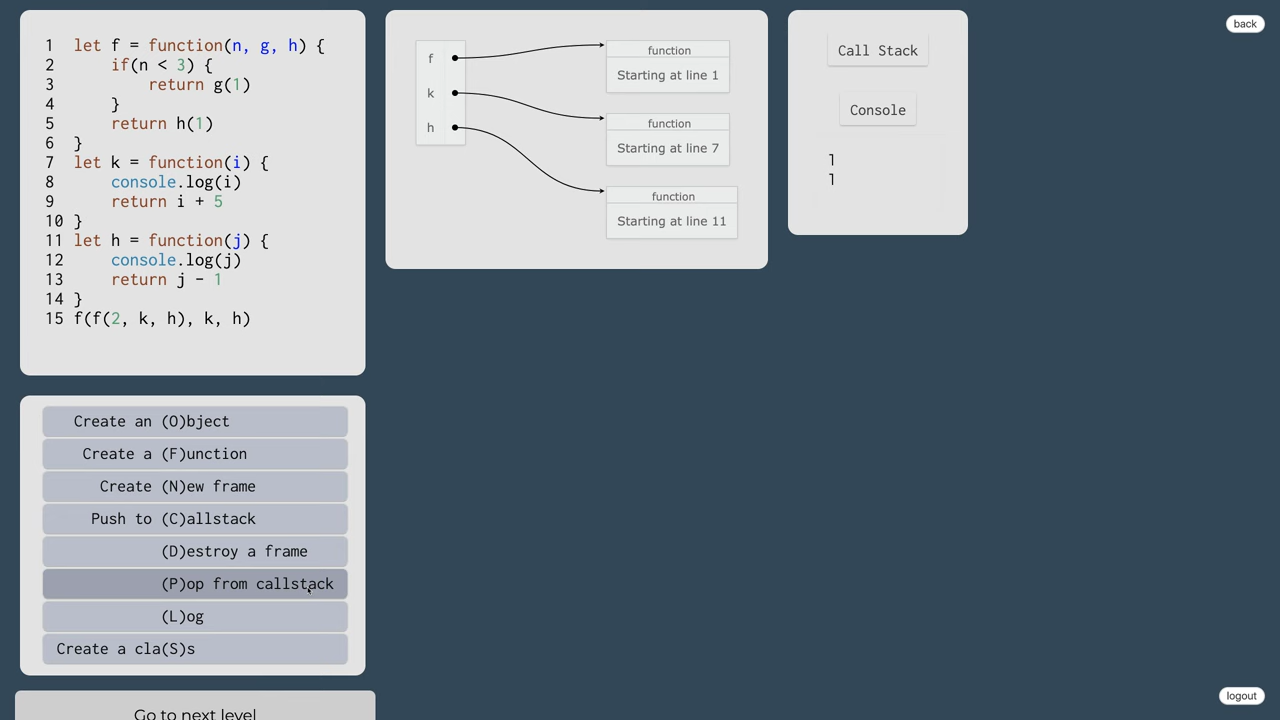 1 let f = function(n, g, h) {
2 if(n < 3) {
3 return g(1)
4 }
5 return h(1)
6 }
7 let k = function(i) {
8 console.log(i)
9 return i + 5
10 }
11 let h = function(j) {
12 console.log(j)
13 return j - 1
14 }
15 f(f(2, k, h), k, h)
Create an (O)bject
Create a (F)unction
Create (N)ew frame
Push to (C)allstack
(D)estroy a frame
(P)op from callstack
(L)og
Create a cla(S)s
Go to next level
f
k
h
function
Starting at line 1
function
Starting at line 7
function
Starting at line 11
Call Stack
Console
1
1
back
logout